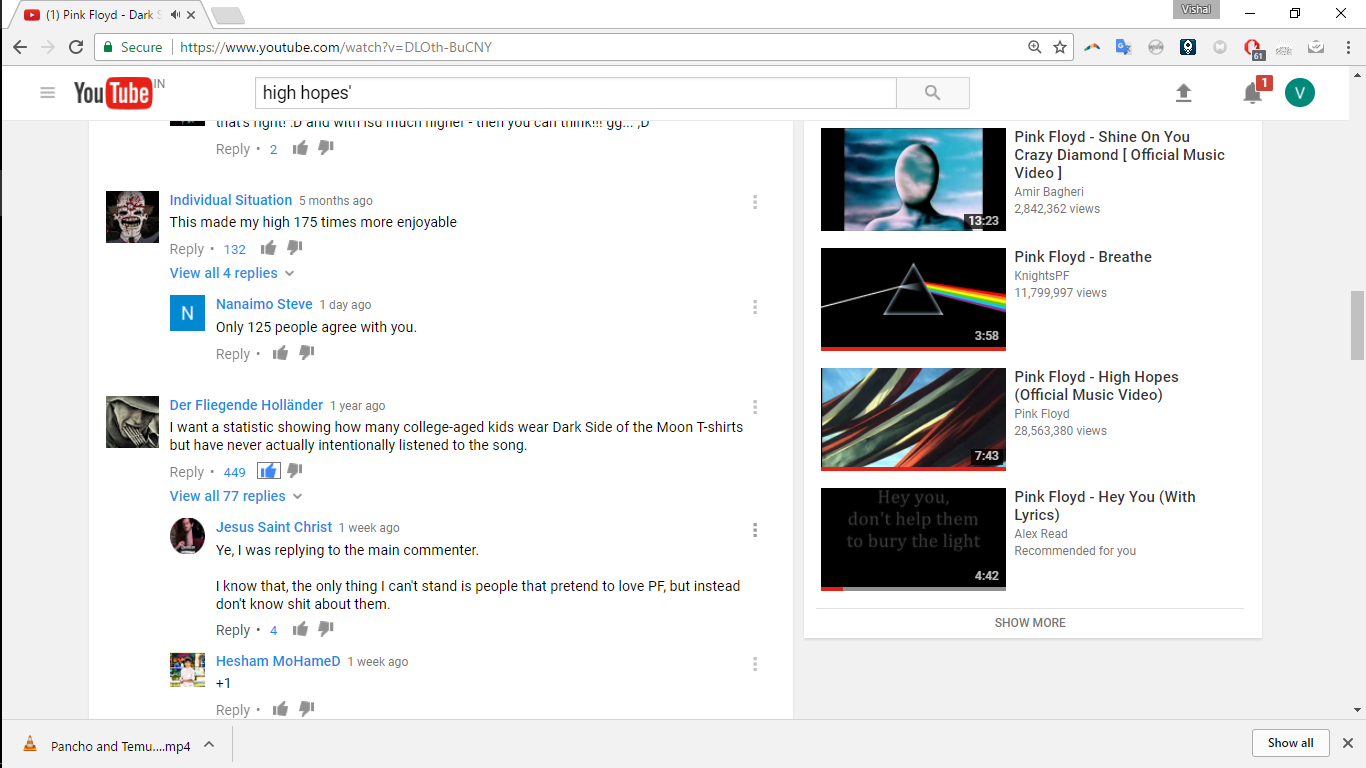 (1) Pink Floyd - Dark S
Vishal
Secure
https://www.youtube.com/watch?v=DLOth-BuCNY
61
YouTube IN
high hopes'
1
V
that's right! :D and with lsd much higher - then you can think!!! gg... ,D
Reply • 2
Individual Situation 5 months ago
This made my high 175 times more enjoyable
Reply • 132
View all 4 replies
N
Nanaimo Steve 1 day ago
Only 125 people agree with you.
Reply •
Der Fliegende Holländer 1 year ago
I want a statistic showing how many college-aged kids wear Dark Side of the Moon T-shirts
but have never actually intentionally listened to the song.
Reply • 449
View all 77 replies
Jesus Saint Christ 1 week ago
Ye, I was replying to the main commenter.
I know that, the only thing I can't stand is people that pretend to love PF, but instead
don't know shit about them.
Reply • 4
Hesham MoHameD 1 week ago
+1
Reply •
13:23
Pink Floyd - Shine On You
Crazy Diamond [ Official Music
Video ]
Amir Bagheri
2,842,362 views
3:58
Pink Floyd - Breathe
KnightsPF
11,799,997 views
7:43
Pink Floyd - High Hopes
(Official Music Video)
Pink Floyd
28,563,380 views
Hey you,
don't help them
to bury the light
4:42
Pink Floyd - Hey You (With
Lyrics)
Alex Read
Recommended for you
SHOW MORE
Pancho and Temu....mp4
Show all